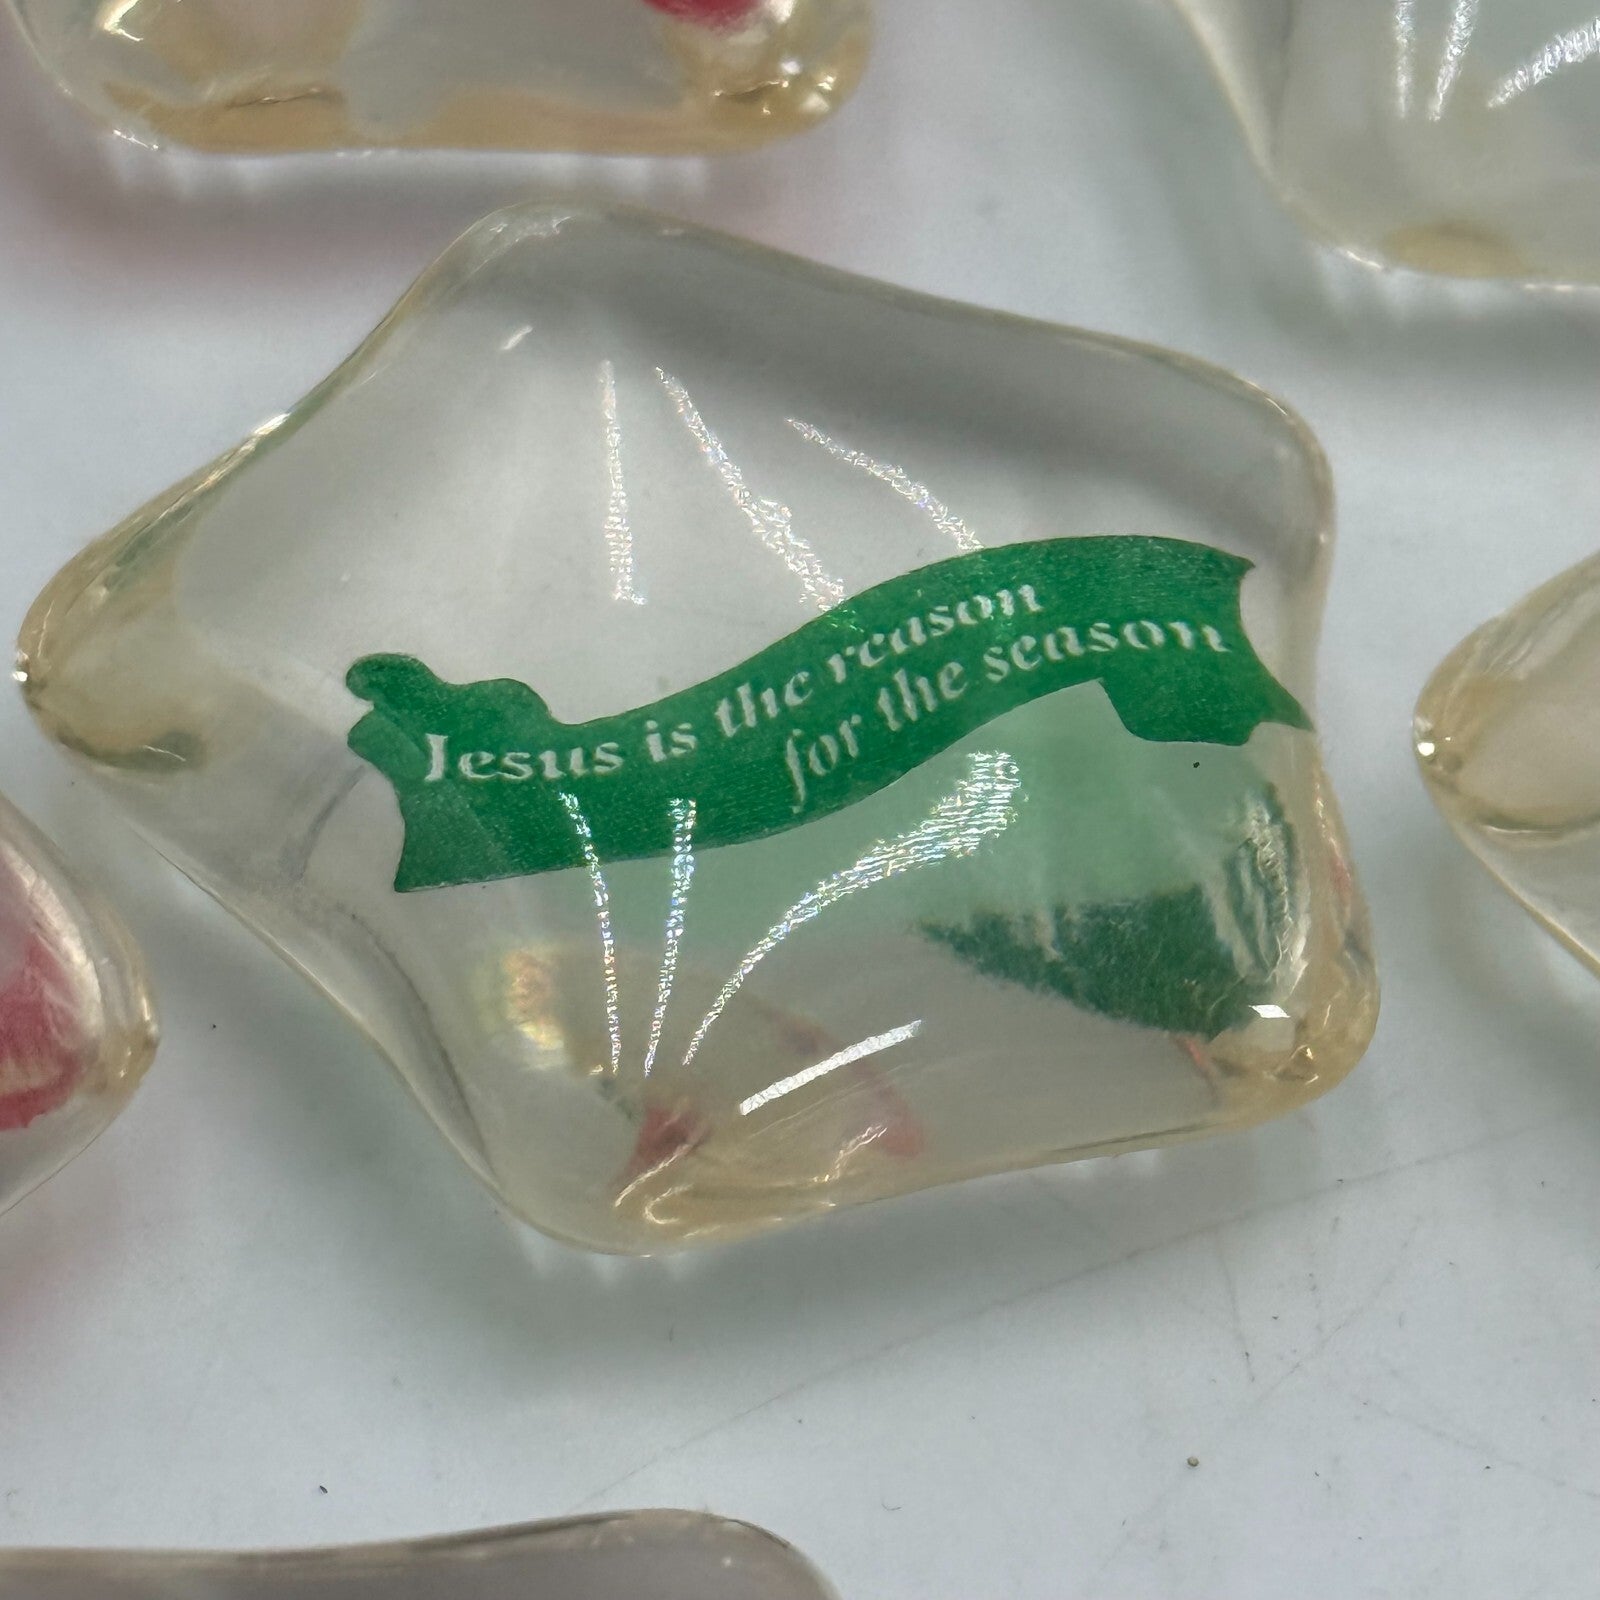 Jesus is the reason
for the season